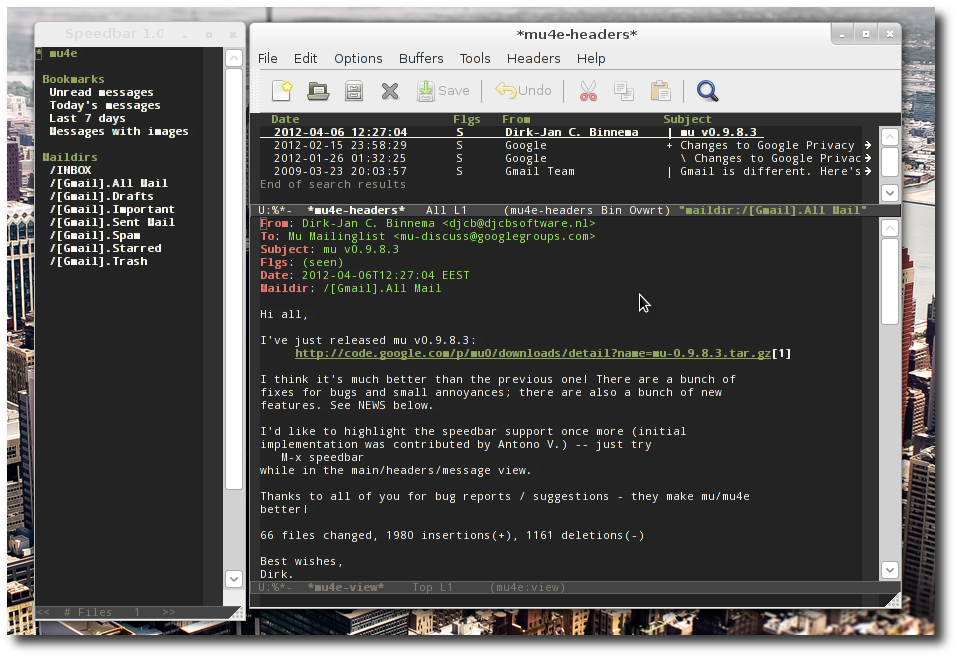 Speedbar 1.0
* mu4e
Bookmarks
Unread messages
Today's messages
Last 7 days
Messages with images
Maildirs
/INBOX
/[Gmail].All Mail
/[Gmail].Drafts
/[Gmail].Important
/[Gmail].Sent Mail
/[Gmail].Spam
/[Gmail].Starred
/[Gmail].Trash
<< # Files 1 >>
*mu4e-headers*
File Edit Options Buffers Tools Headers Help
Save Undo
Date Flgs From Subject
2012-04-06 12:27:04 S Dirk-Jan C. Binnema | mu v0.9.8.3
2012-02-15 23:58:29 S Google + Changes to Google Privacy
2012-01-26 01:32:25 S Google \ Changes to Google Privac
2009-03-23 20:03:57 S Gmail Team | Gmail is different. Here's
End of search results
U:%*- *mu4e-headers* All L1 (mu4e-headers Bin Ovwrt) "maildir:/[Gmail].All Mail"
From: Dirk-Jan C. Binnema <djcb@djcbsoftware.nl>
To: Mu Mailinglist <mu-discuss@googlegroups.com>
Subject: mu v0.9.8.3
Flgs: (seen)
Date: 2012-04-06T12:27:04 EEST
Maildir: /[Gmail].All Mail
Hi all,
I've just released mu v0.9.8.3:
http://code.google.com/p/mu0/downloads/detail?name=mu-0.9.8.3.tar.gz[1]
I think it's much better than the previous one! There are a bunch of
fixes for bugs and small annoyances; there are also a bunch of new
features. See NEWS below.
I'd like to highlight the speedbar support once more (initial
implementation was contributed by Antono V.) -- just try
M-x speedbar
while in the main/headers/message view.
Thanks to all of you for bug reports / suggestions - they make mu/mu4e
better!
66 files changed, 1980 insertions(+), 1161 deletions(-)
Best wishes,
Dirk.
U:%*- *mu4e-view* Top L1 (mu4e:view)